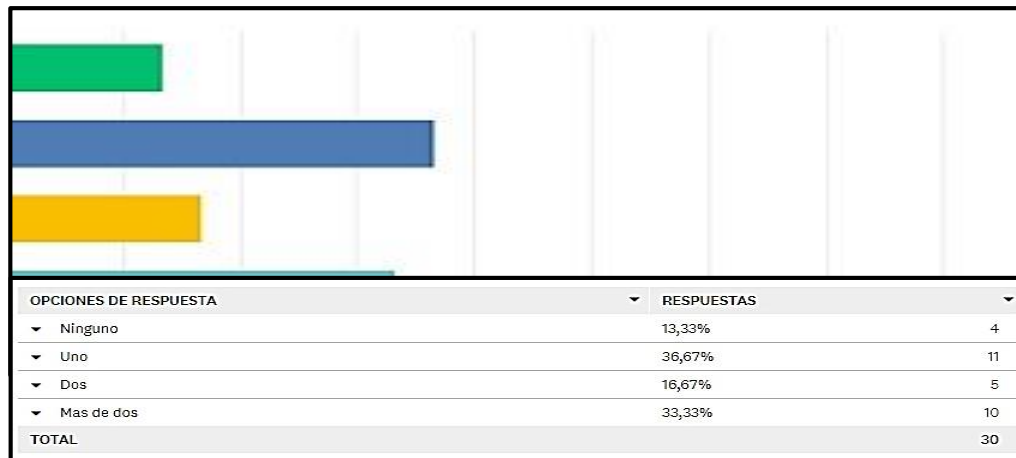 OPCIONES DE RESPUESTA RESPUESTAS
Ninguno 13,33% 4
Uno 36,67% 11
Dos 16,67% 5
Mas de dos 33,33% 10
TOTAL 30